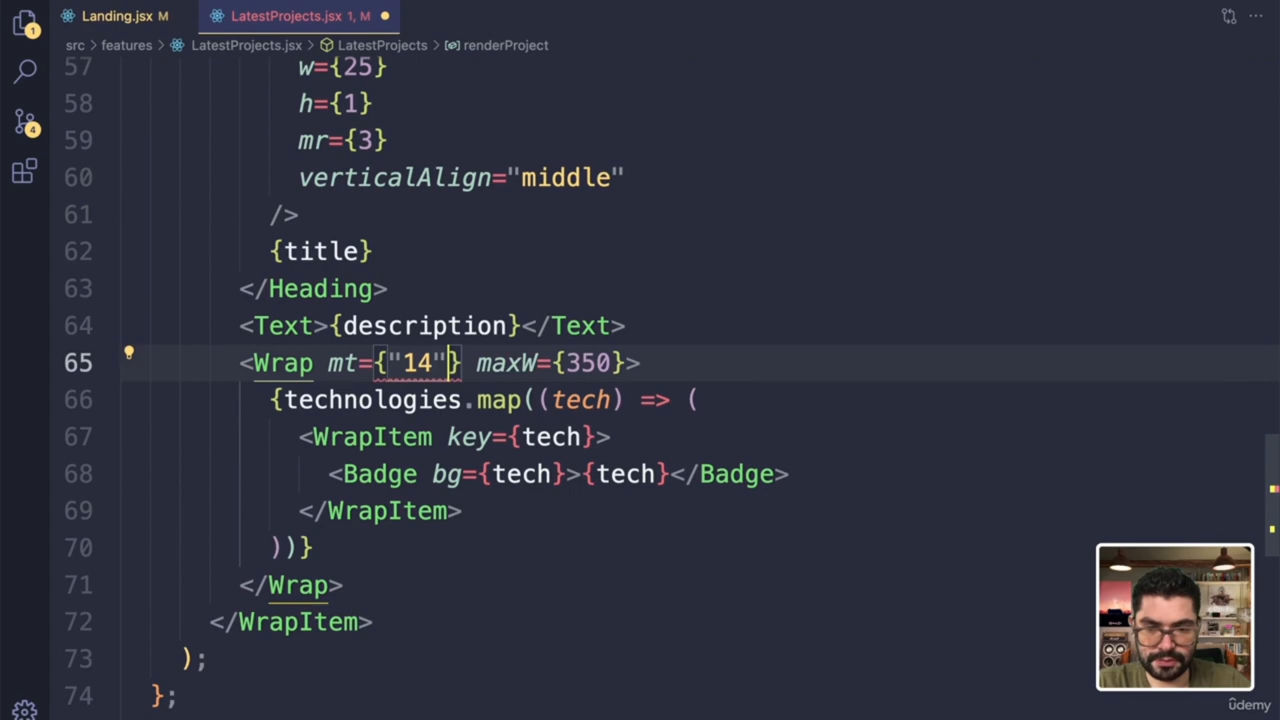 Landing.jsx M
LatestProjects.jsx 1, M
1
src > features > LatestProjects.jsx > LatestProjects > renderProject
57 w={25}
58 h={1}
59 mr={3}
60 verticalAlign="middle"
61 />
62 {title}
63 </Heading>
64 <Text>{description}</Text>
65 <Wrap mt={"14"} maxW={350}>
66 {technologies.map((tech) => (
67 <WrapItem key={tech}>
68 <Badge bg={tech}>{tech}</Badge>
69 </WrapItem>
70 ))}
71 </Wrap>
72 </WrapItem>
73 );
74 };
4
udemy